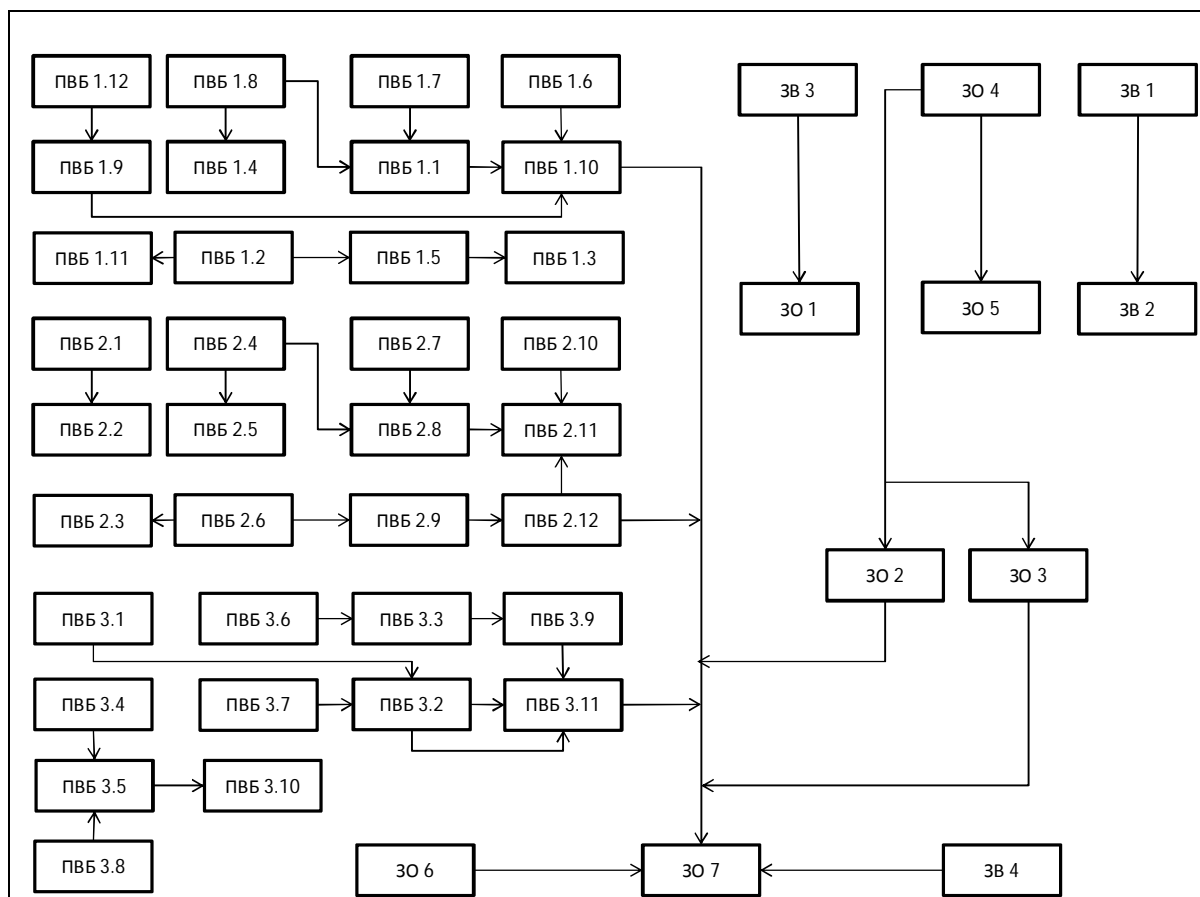 ПВБ 1.12
ПВБ 1.8
ПВБ 1.7
ПВБ 1.6
ЗВ 3
ЗО 4
ЗВ 1
ПВБ 1.9
ПВБ 1.4
ПВБ 1.1
ПВБ 1.10
ПВБ 1.11
ПВБ 1.2
ПВБ 1.5
ПВБ 1.3
ЗО 1
ЗО 5
ЗВ 2
ПВБ 2.1
ПВБ 2.4
ПВБ 2.7
ПВБ 2.10
ПВБ 2.2
ПВБ 2.5
ПВБ 2.8
ПВБ 2.11
ПВБ 2.3
ПВБ 2.6
ПВБ 2.9
ПВБ 2.12
ЗО 2
ЗО 3
ПВБ 3.1
ПВБ 3.6
ПВБ 3.3
ПВБ 3.9
ПВБ 3.4
ПВБ 3.7
ПВБ 3.2
ПВБ 3.11
ПВБ 3.5
ПВБ 3.10
ПВБ 3.8
ЗО 6
ЗО 7
ЗВ 4